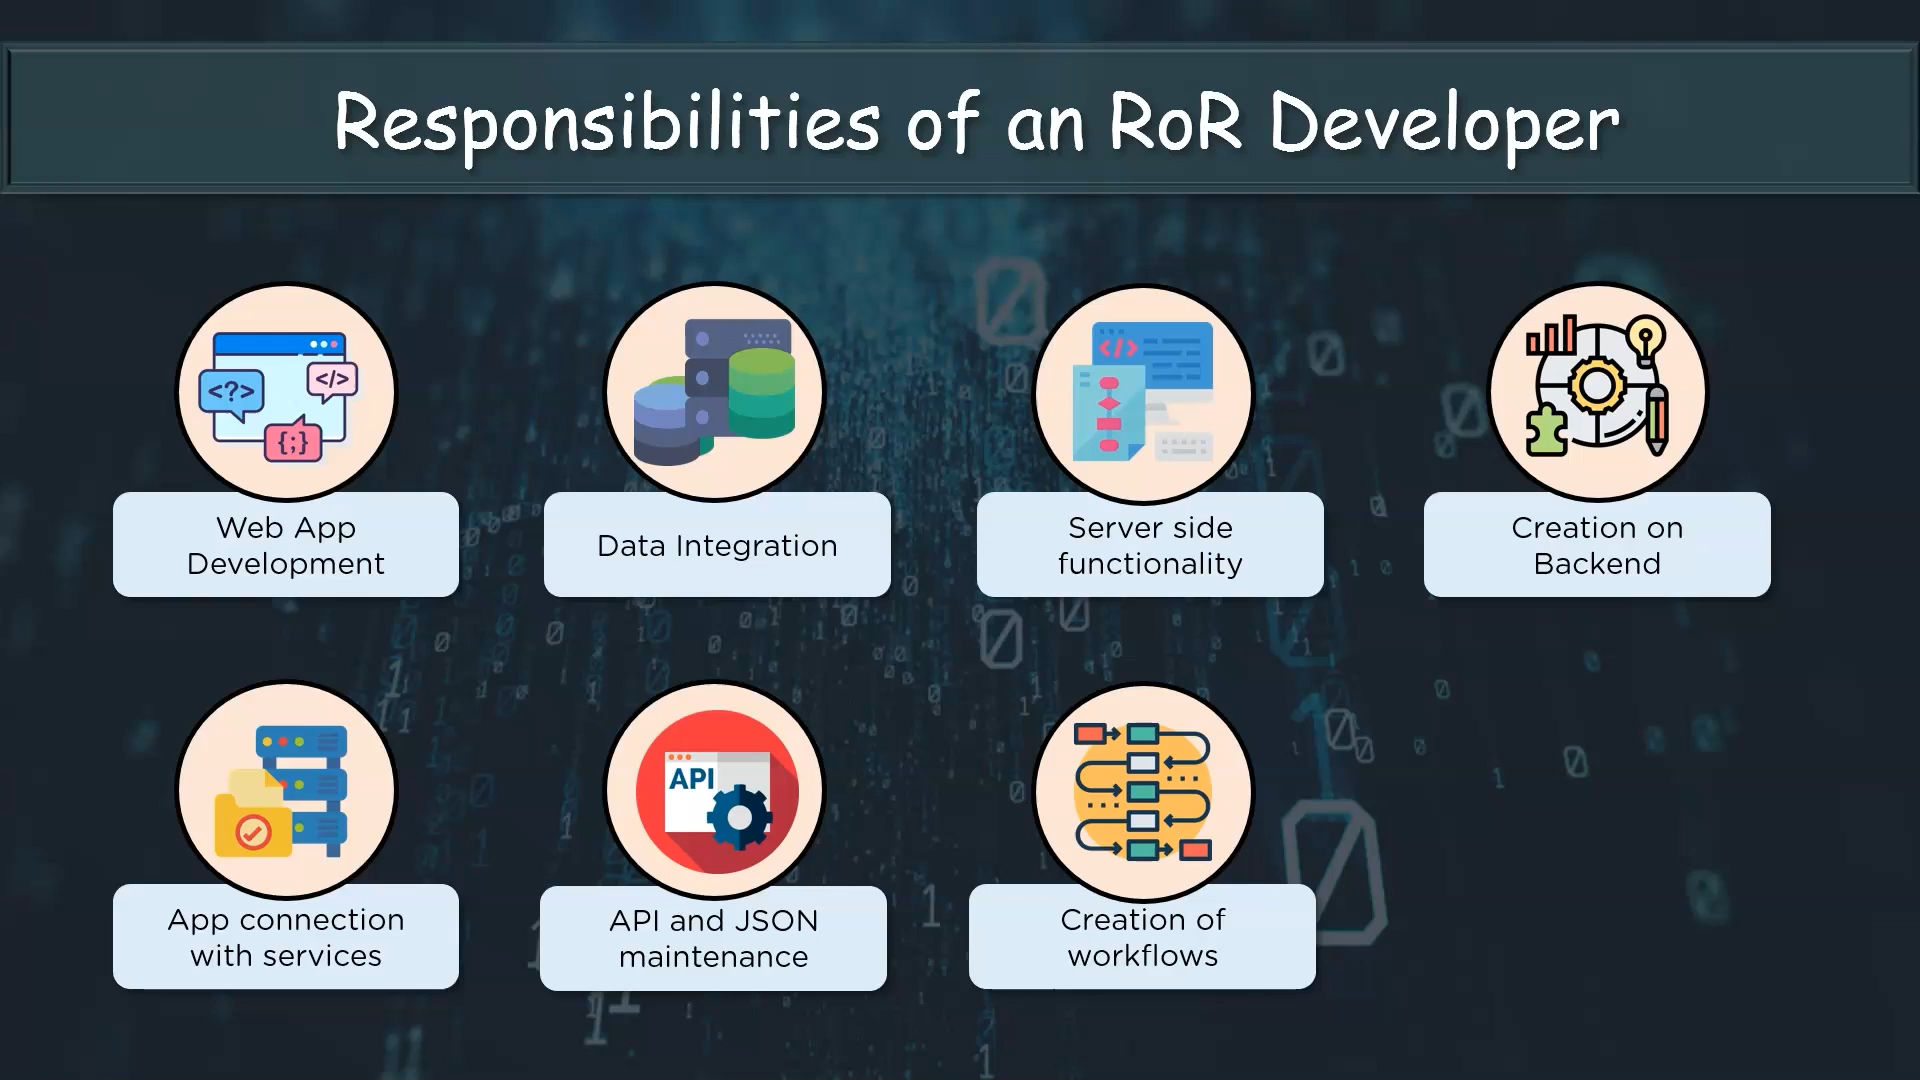 Responsibilities of an RoR Developer
<?>
</>
{;}
</>
Web App
Development
Data Integration
Server side
functionality
Creation on
Backend
API
App connection
with services
API and JSON
maintenance
Creation of
workflows